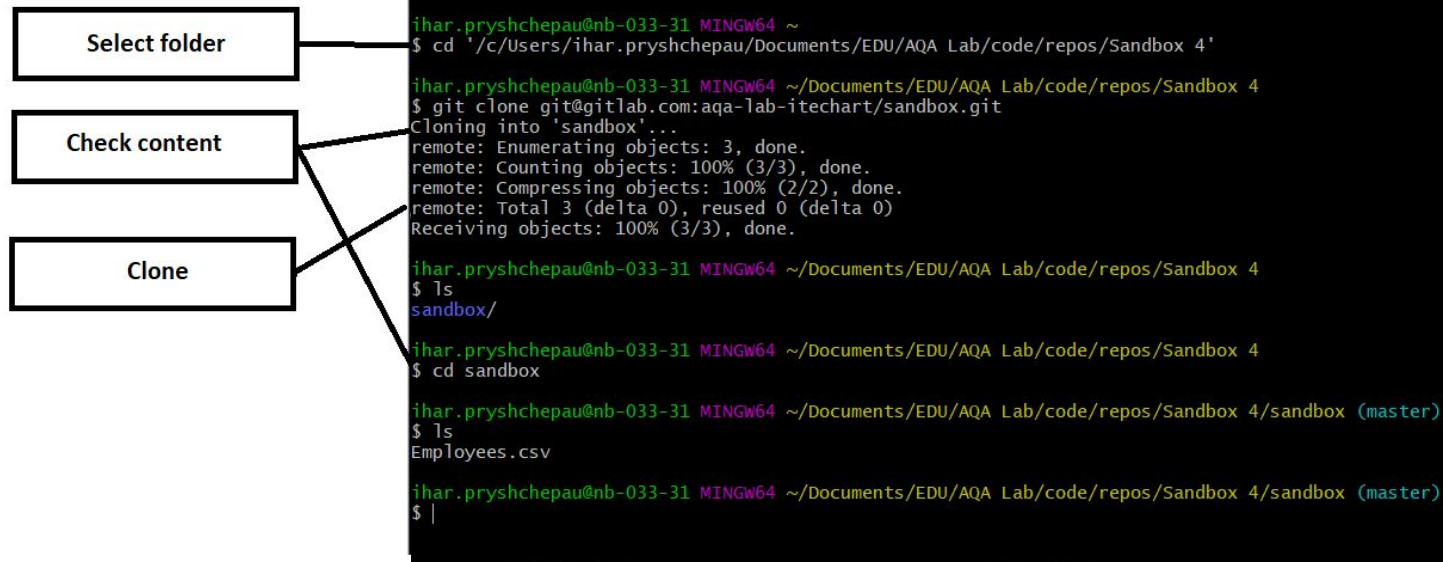 Select folder
Check content
Clone
ihar.pryshchepau@nb-033-31 MINGW64 ~
$ cd '/c/Users/ihar.pryshchepau/Documents/EDU/AQA Lab/code/repos/Sandbox 4'
ihar.pryshchepau@nb-033-31 MINGW64 ~/Documents/EDU/AQA Lab/code/repos/Sandbox 4
$ git clone git@gitlab.com:aqa-lab-itechart/sandbox.git
Cloning into 'sandbox'...
remote: Enumerating objects: 3, done.
remote: Counting objects: 100% (3/3), done.
remote: Compressing objects: 100% (2/2), done.
remote: Total 3 (delta 0), reused 0 (delta 0)
Receiving objects: 100% (3/3), done.
ihar.pryshchepau@nb-033-31 MINGW64 ~/Documents/EDU/AQA Lab/code/repos/Sandbox 4
$ ls
sandbox/
ihar.pryshchepau@nb-033-31 MINGW64 ~/Documents/EDU/AQA Lab/code/repos/Sandbox 4
$ cd sandbox
ihar.pryshchepau@nb-033-31 MINGW64 ~/Documents/EDU/AQA Lab/code/repos/Sandbox 4/sandbox (master)
$ ls
Employees.csv
ihar.pryshchepau@nb-033-31 MINGW64 ~/Documents/EDU/AQA Lab/code/repos/Sandbox 4/sandbox (master)
$